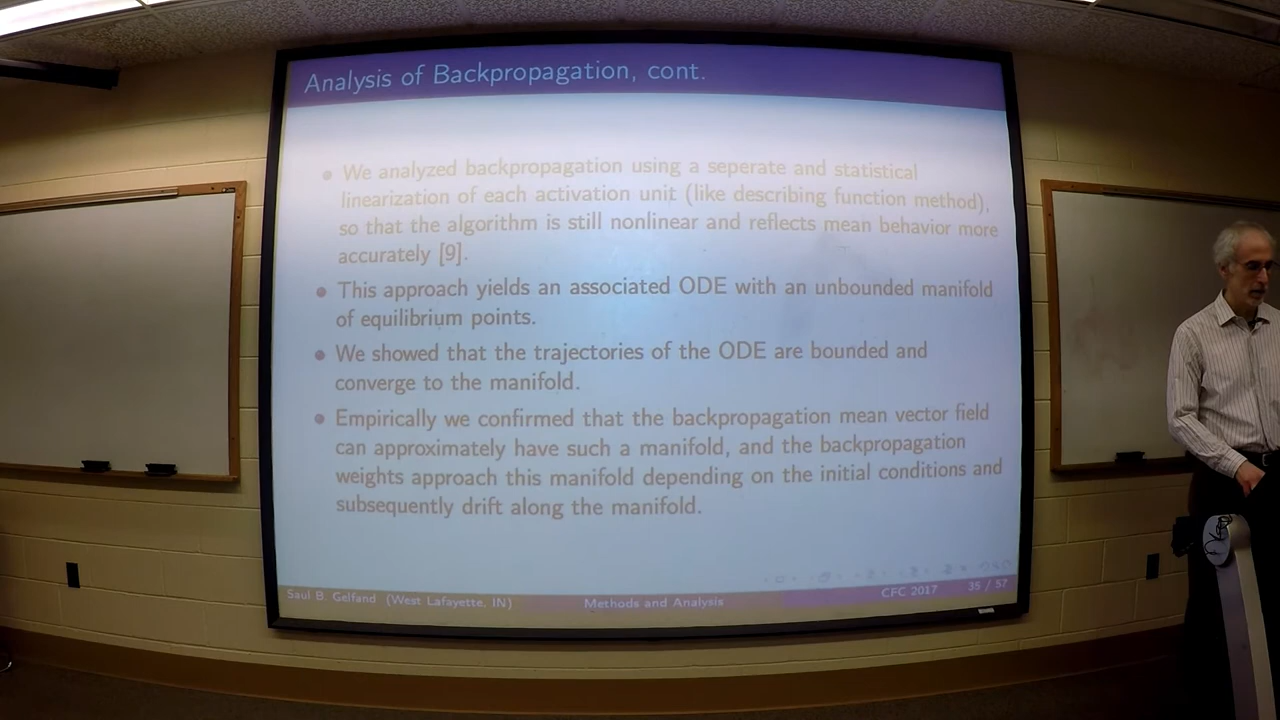 Analysis of Backpropagation, cont.
We analyzed backpropagation using a seperate and statistical
linearization of each activation unit (like describing function method),
so that the algorithm is still nonlinear and reflects mean behavior more
accurately [9].
This approach yields an associated ODE with an unbounded manifold
of equilibrium points.
We showed that the trajectories of the ODE are bounded and
converge to the manifold.
Empirically we confirmed that the backpropagation mean vector field
can approximately have such a manifold, and the backpropagation
weights approach this manifold depending on the initial conditions and
subsequently drift along the manifold.
Saul B. Gelfand (West Lafayette, IN) Methods and Analysis CFC 2017 35 / 57